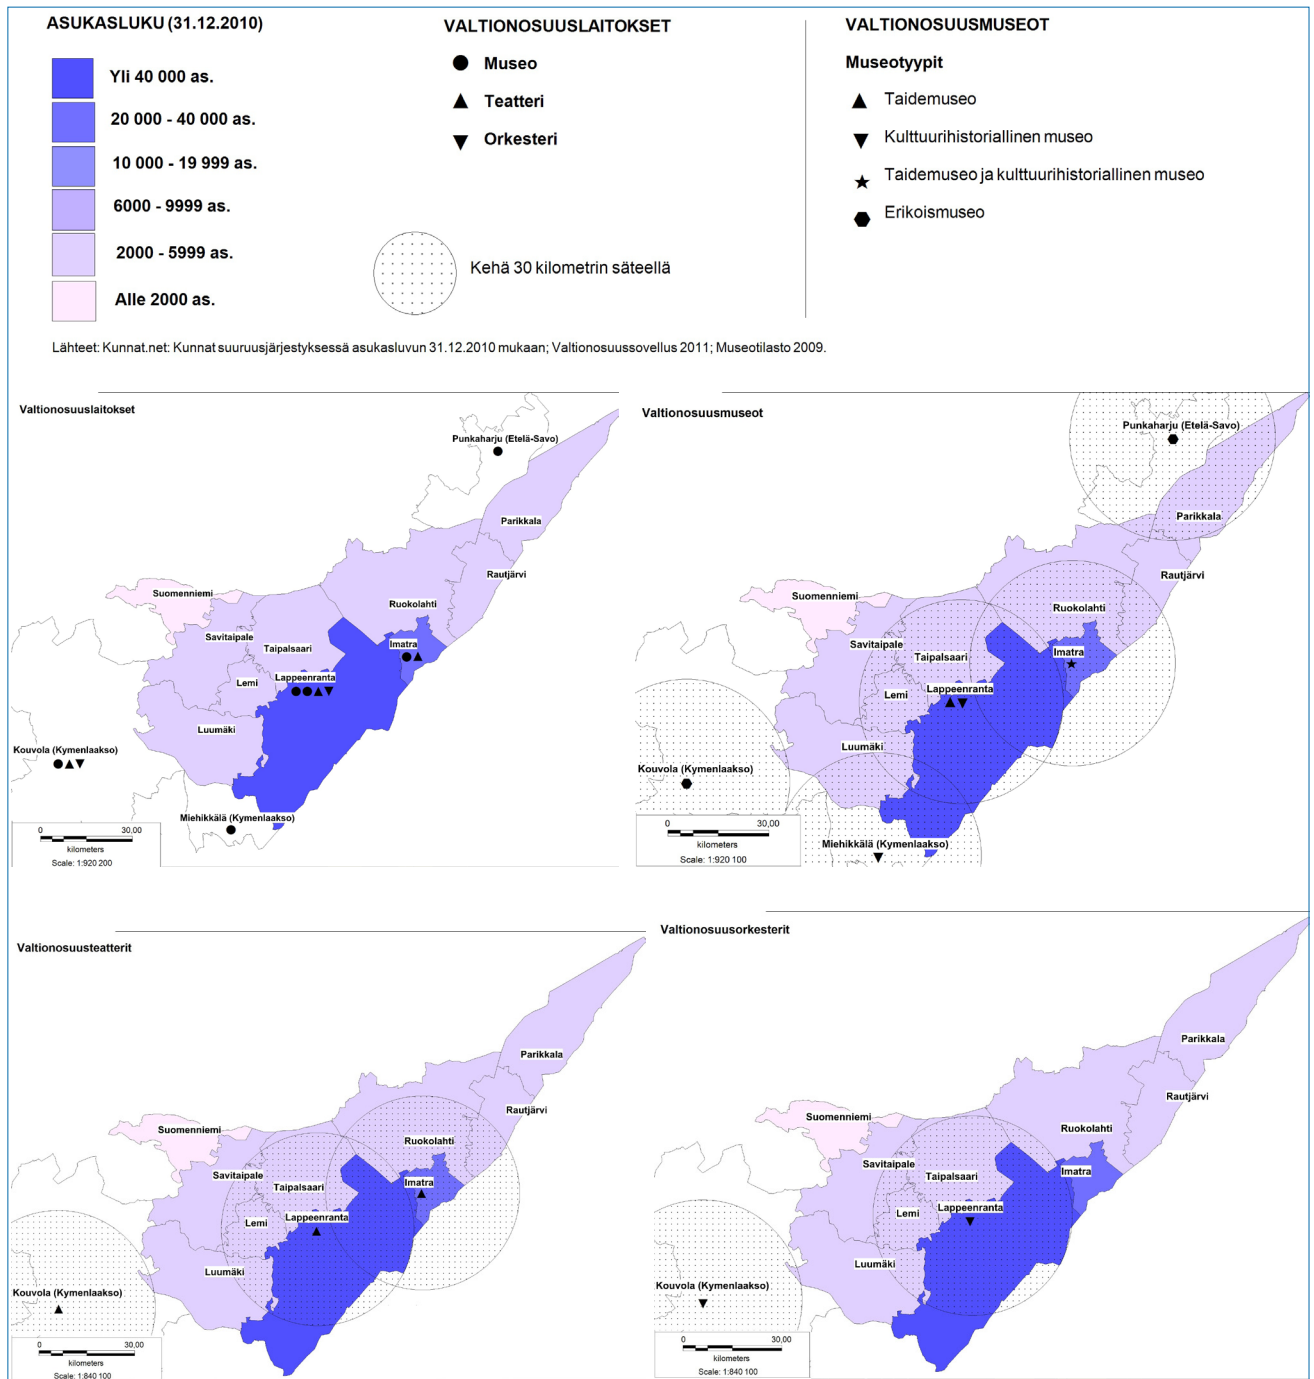 ASUKASLUKU (31.12.2010)
Yli 40 000 as.
20 000 - 40 000 as.
10 000 - 19 999 as.
6000 - 9999 as.
2000 - 5999 as.
Alle 2000 as.
VALTIONOSUUSLAITOKSET
Museo
Teatteri
Orkesteri
Kehä 30 kilometrin säteellä
VALTIONOSUUSMUSEOT
Museotyypit
Taidemuseo
Kulttuurihistoriallinen museo
Taidemuseo ja kulttuurihistoriallinen museo
Erikoismuseo
Lähteet: Kunnat.net: Kunnat suuruusjärjestyksessä asukasluvun 31.12.2010 mukaan; Valtionosuussovellus 2011; Museotilasto 2009.
Valtionosuuslaitokset
Punkaharju (Etelä-Savo)
Parikkala
Rautjärvi
Suomenniemi
Ruokolahti
Savitaipale
Taipalsaari
Imatra
Lemi
Lappeenranta
Luumäki
Kouvola (Kymenlaakso)
Miehikkälä (Kymenlaakso)
0 30,00
kilometers
Scale: 1:920 200
Valtionosuusmuseot
Punkaharju (Etelä-Savo)
Parikkala
Rautjärvi
Suomenniemi
Ruokolahti
Savitaipale
Taipalsaari
Imatra
Lemi
Lappeenranta
Luumäki
Kouvola (Kymenlaakso)
Miehikkälä (Kymenlaakso)
0 30,00
kilometers
Scale: 1:920 100
Valtionosuusteatterit
Parikkala
Rautjärvi
Suomenniemi
Ruokolahti
Savitaipale
Taipalsaari
Imatra
Lemi
Lappeenranta
Luumäki
Kouvola (Kymenlaakso)
0 30,00
kilometers
Scale: 1:840 100
Valtionosuusorkesterit
Parikkala
Rautjärvi
Suomenniemi
Ruokolahti
Savitaipale
Taipalsaari
Imatra
Lemi
Lappeenranta
Luumäki
Kouvola (Kymenlaakso)
0 30,00
kilometers
Scale: 1:840 100